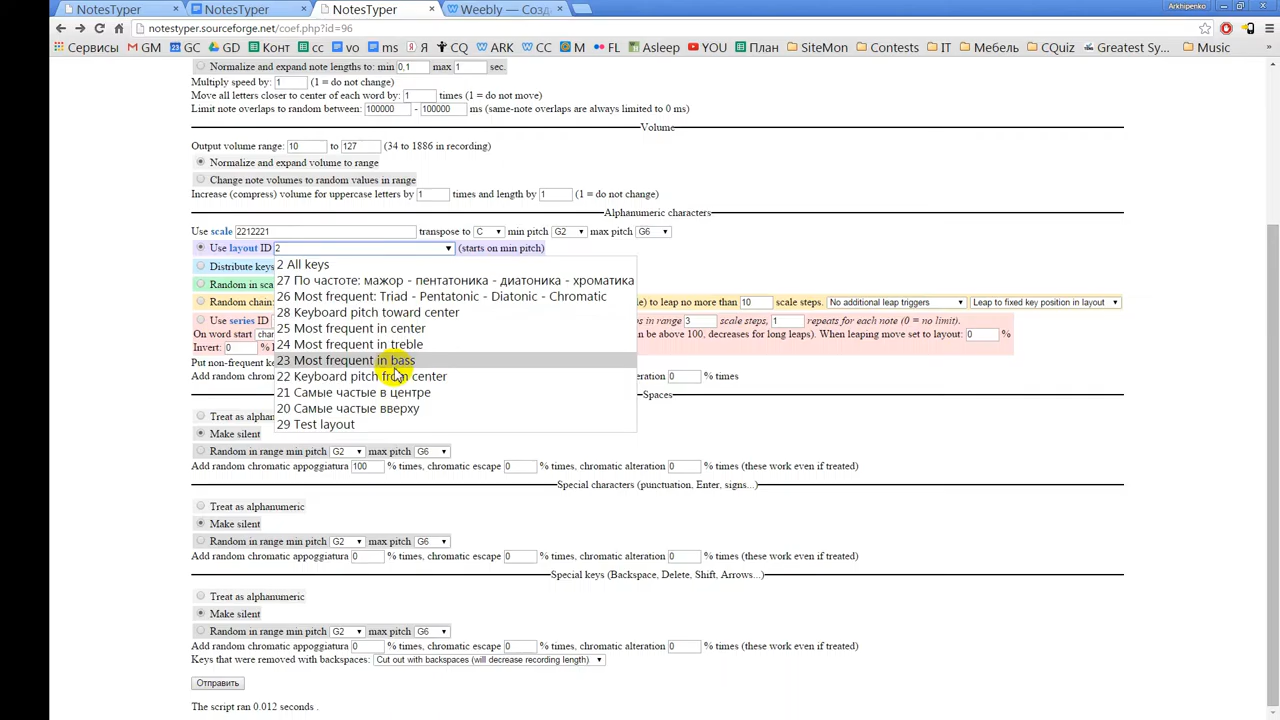 NotesTyper NotesTyper NotesTyper Weebly — Созд Arkhipenko
notestyper.sourceforge.net/coef.php?id=96
Сервисы GM GC GD Конт cc vo ms Я CQ ARK CC M FL Asleep YOU План SiteMon Contests IT Мебель CQuiz Greatest Sy... Music
Normalize and expand note lengths to: min 0,1 max 1 sec.
Multiply speed by: 1 (1 = do not change)
Move all letters closer to center of each word by: 1 times (1 = do not move)
Limit note overlaps to random between: 100000 - 100000 ms (same-note overlaps are always limited to 0 ms)
Volume
Output volume range: 10 to 127 (34 to 1886 in recording)
Normalize and expand volume to range
Change note volumes to random values in range
Increase (compress) volume for uppercase letters by 1 times and length by 1 (1 = do not change)
Alphanumeric characters
Use scale 2212221 transpose to C min pitch G2 max pitch G6
Use layout ID 2 (starts on min pitch)
2 All keys
Distribute keys
27 По частоте: мажор - пентатоника - диатоника - хроматика
Random in sca
26 Most frequent: Triad - Pentatonic - Diatonic - Chromatic
Random chain: e) to leap no more than 10 scale steps. No additional leap triggers Leap to fixed key position in layout
28 Keyboard pitch toward center
Use series ID ps in range 3 scale steps, 1 repeats for each note (0 = no limit).
25 Most frequent in center
On word start chan n be above 100, decreases for long leaps). When leaping move set to layout: 0 %
24 Most frequent in treble
Invert: 0 %
23 Most frequent in bass
Put non-frequent ke
22 Keyboard pitch from center
Add random chro teration 0 % times
21 Самые частые в центре
Spaces
20 Самые частые вверху
Treat as alphan
29 Test layout
Make silent
Random in range min pitch G2 max pitch G6
Add random chromatic appoggiatura 100 % times, chromatic escape 0 % times, chromatic alteration 0 % times (these work even if treated)
Special characters (punctuation, Enter, signs...)
Treat as alphanumeric
Make silent
Random in range min pitch G2 max pitch G6
Add random chromatic appoggiatura 0 % times, chromatic escape 0 % times, chromatic alteration 0 % times (these work even if treated)
Special keys (Backspace, Delete, Shift, Arrows...)
Treat as alphanumeric
Make silent
Random in range min pitch G2 max pitch G6
Add random chromatic appoggiatura 0 % times, chromatic escape 0 % times, chromatic alteration 0 % times (these work even if treated)
Keys that were removed with backspaces: Cut out with backspaces (will decrease recording length)
Отправить
The script ran 0.012 seconds .